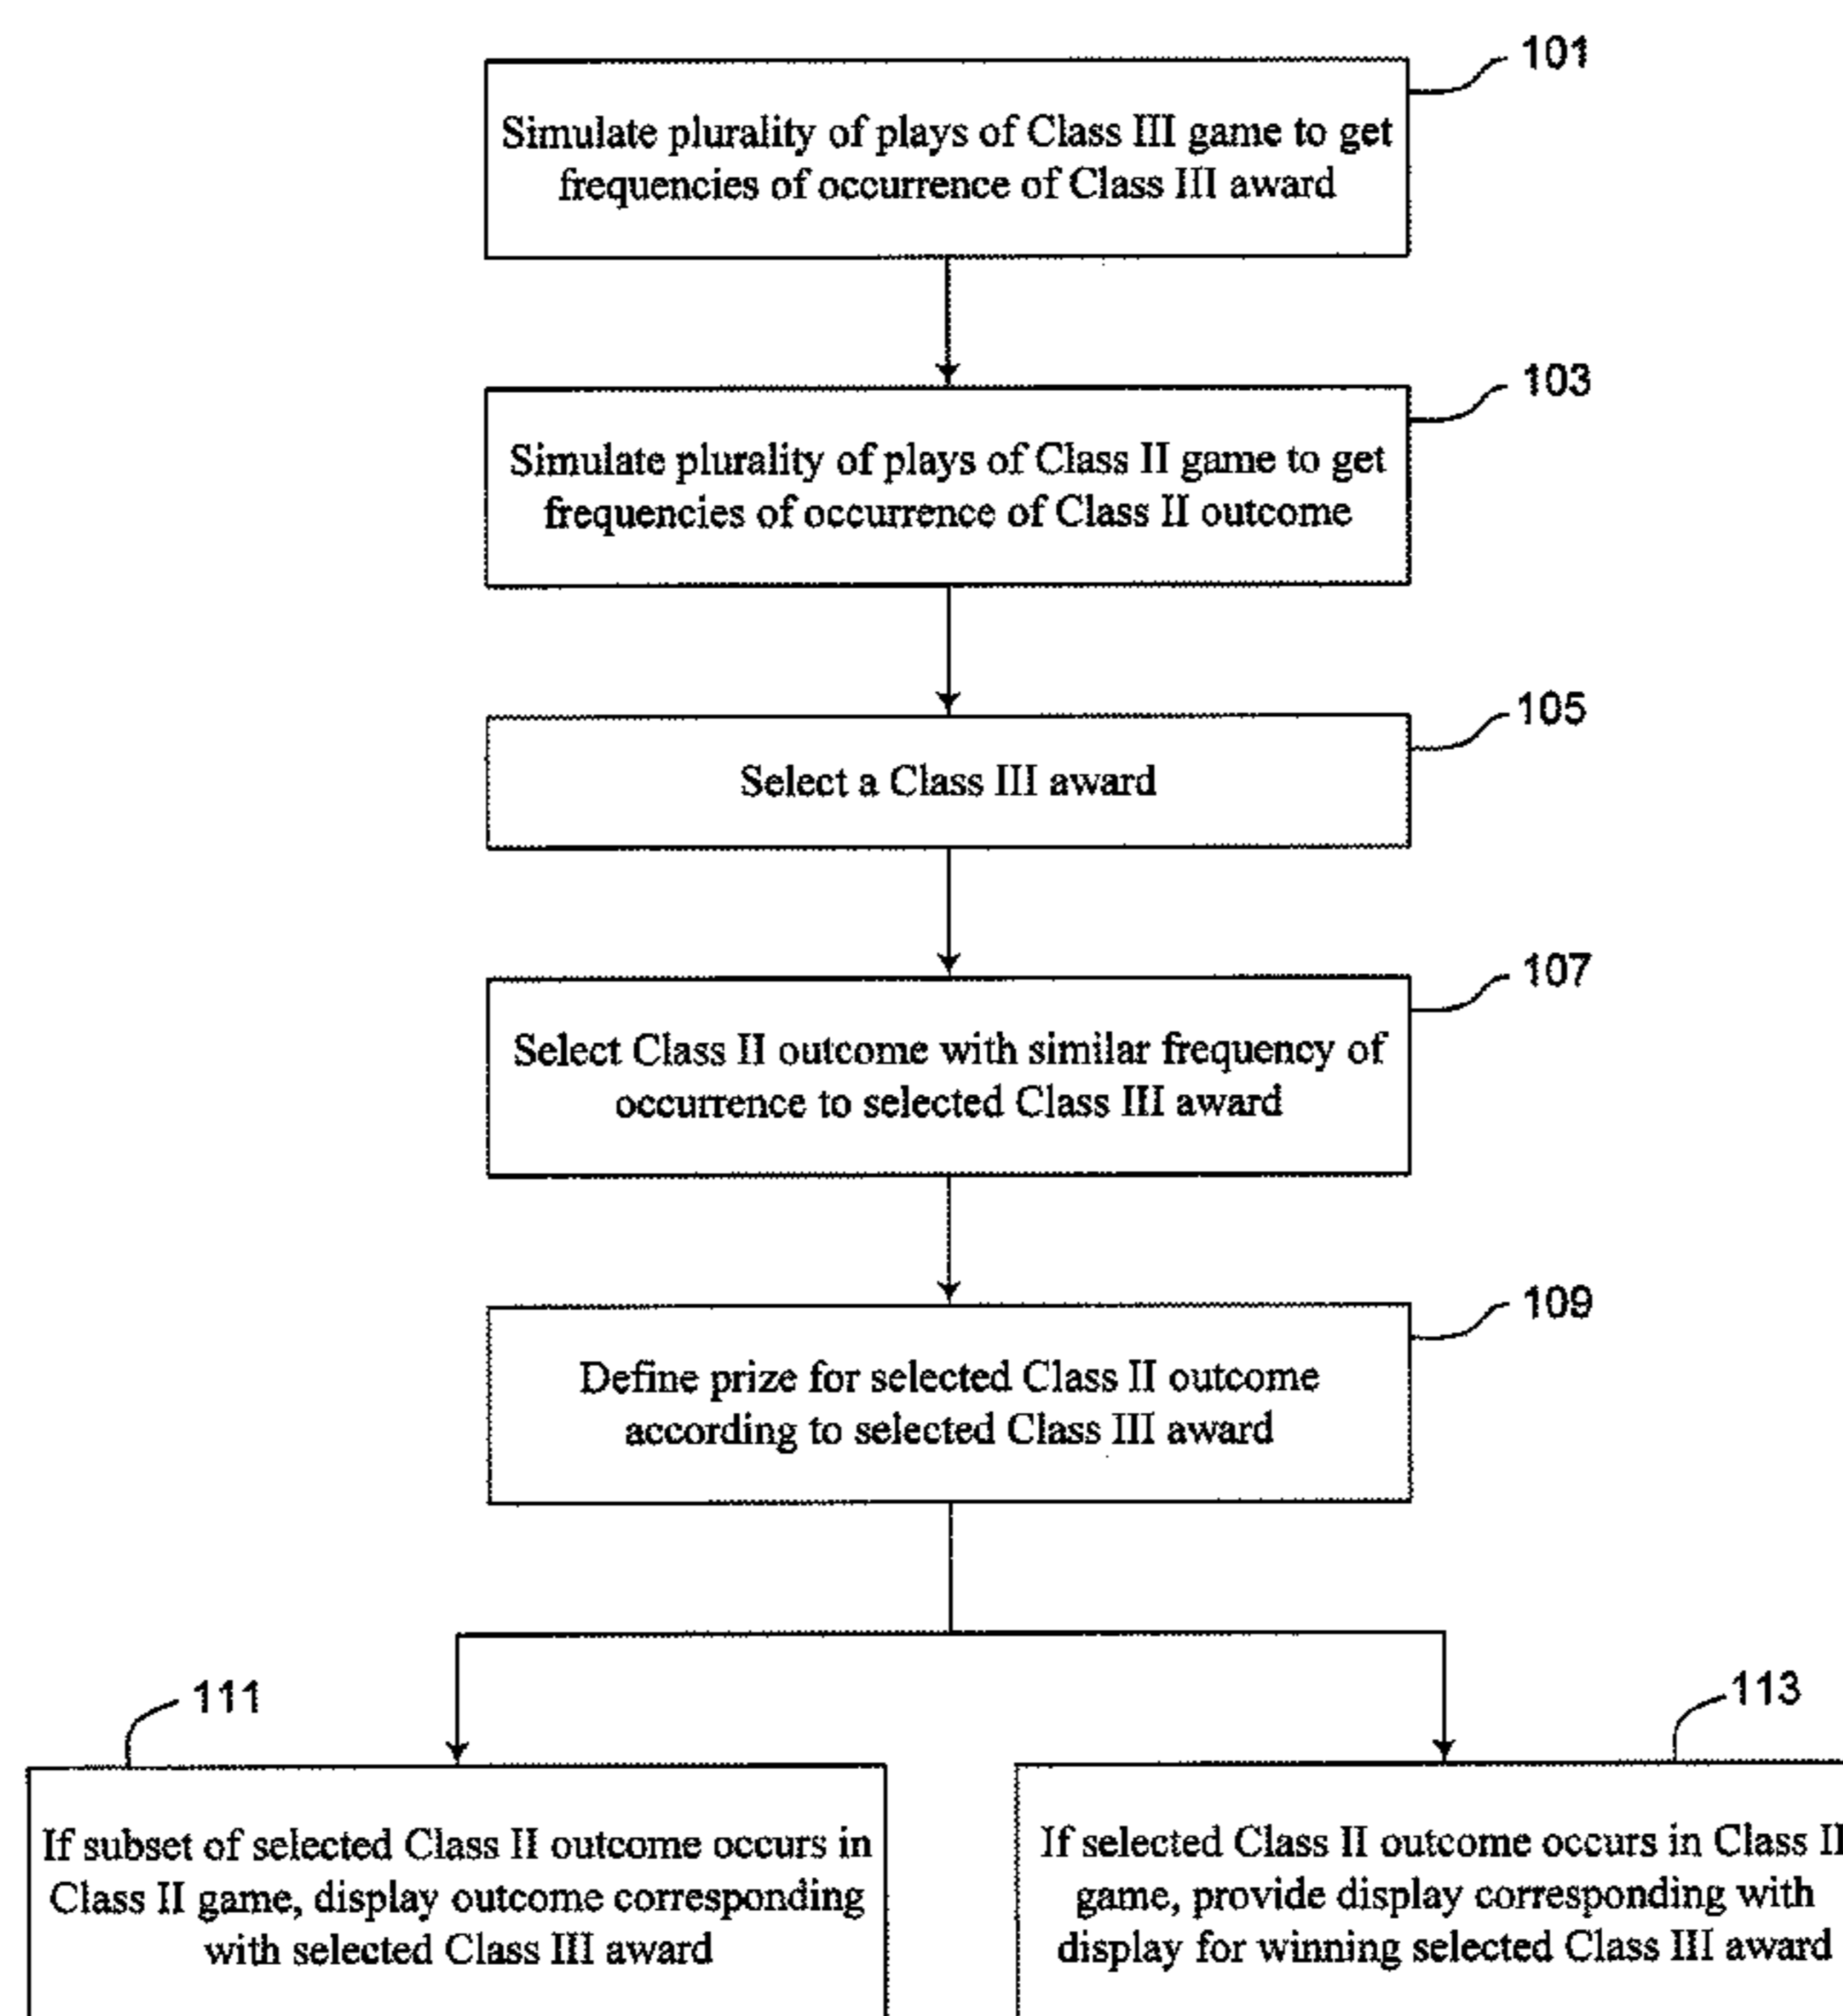 101
Simulate plurality of plays of Class III game to get
frequencies of occurrence of Class III award
103
Simulate plurality of plays of Class II game to get
frequencies of occurrence of Class II outcome
105
Select a Class III award
107
Select Class II outcome with similar frequency of
occurrence to selected Class III award
109
Define prize for selected Class II outcome
according to selected Class III award
111
If subset of selected Class II outcome occurs in
Class II game, display outcome corresponding
with selected Class III award
113
If selected Class II outcome occurs in Class II
game, provide display corresponding with
display for winning selected Class III award